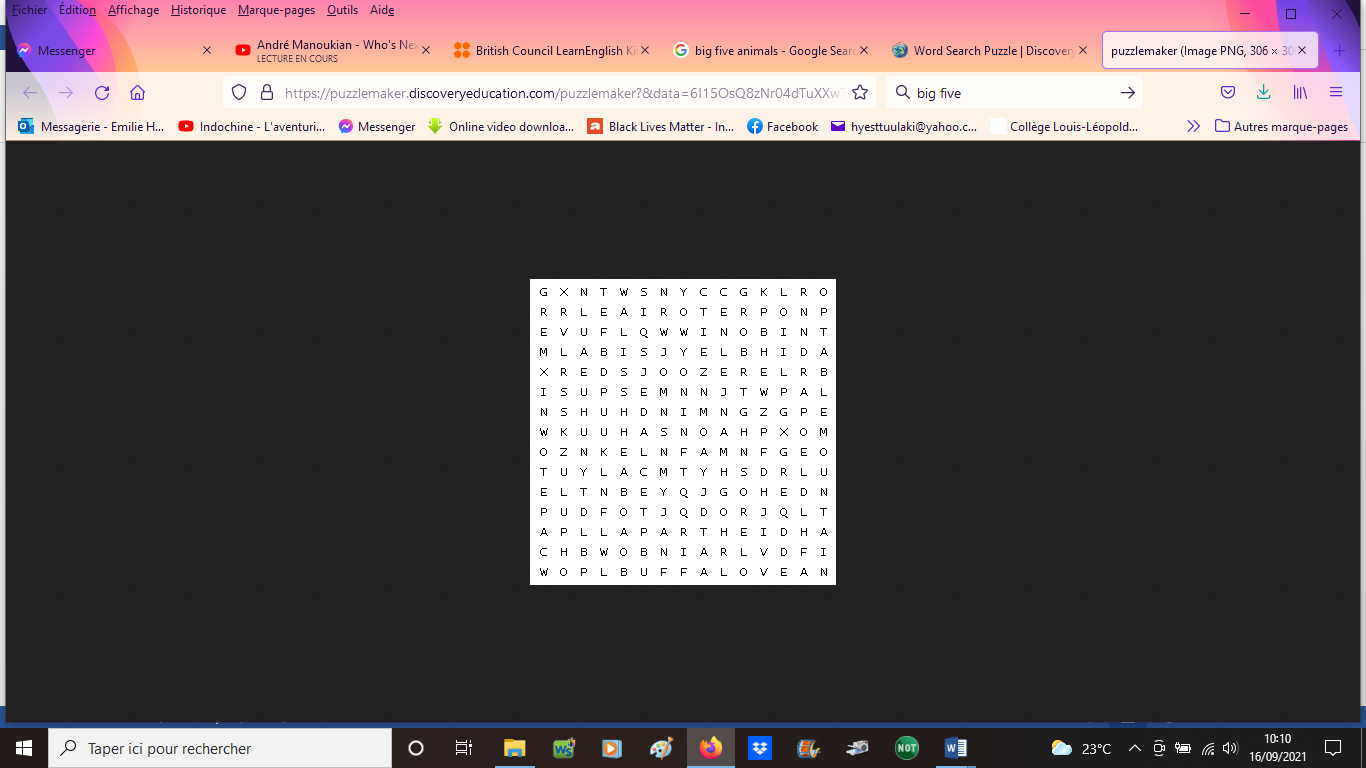 Fichier Édition Affichage Historique Marque-pages Outils Aide
Messenger
André Manoukian - Who's Ne
LECTURE EN COURS
British Council LearnEnglish Ki
big five animals - Google Sear
Word Search Puzzle | Discovery
puzzlemaker (Image PNG, 306 × 30
https://puzzlemaker.discoveryeducation.com/puzzlemaker?&data=6I15OsQ8zNr04dTuXXw
big five
Messagerie - Emilie H...
Indochine - L'aventuri...
Messenger
Online video downloa...
Black Lives Matter - In...
Facebook
hyesttuulaki@yahoo.c...
Collège Louis-Léopold...
Autres marque-pages
G X N T W S N Y C C G K L R O
R R L E A I R O T E R P O N P
E V U F L Q W W I N O B I N T
M L A B I S J Y E L B H I D A
X R E D S J O O Z E R E L R B
I S U P S E M N N J T W P A L
N S H U H D N I M N G Z G P E
W K U U H A S N O A H P X O M
O Z N K E L N F A M N F G E O
T U Y L A C M T Y H S D R L U
E L T N B E Y Q J G O H E D N
P U D F O T J Q D O R J Q L T
A P L L A P A R T H E I D H A
C H B W O B N I A R L V D F I
W O P L B U F F A L O V E A N
Taper ici pour rechercher
NOT
23°C
10:10
16/09/2021